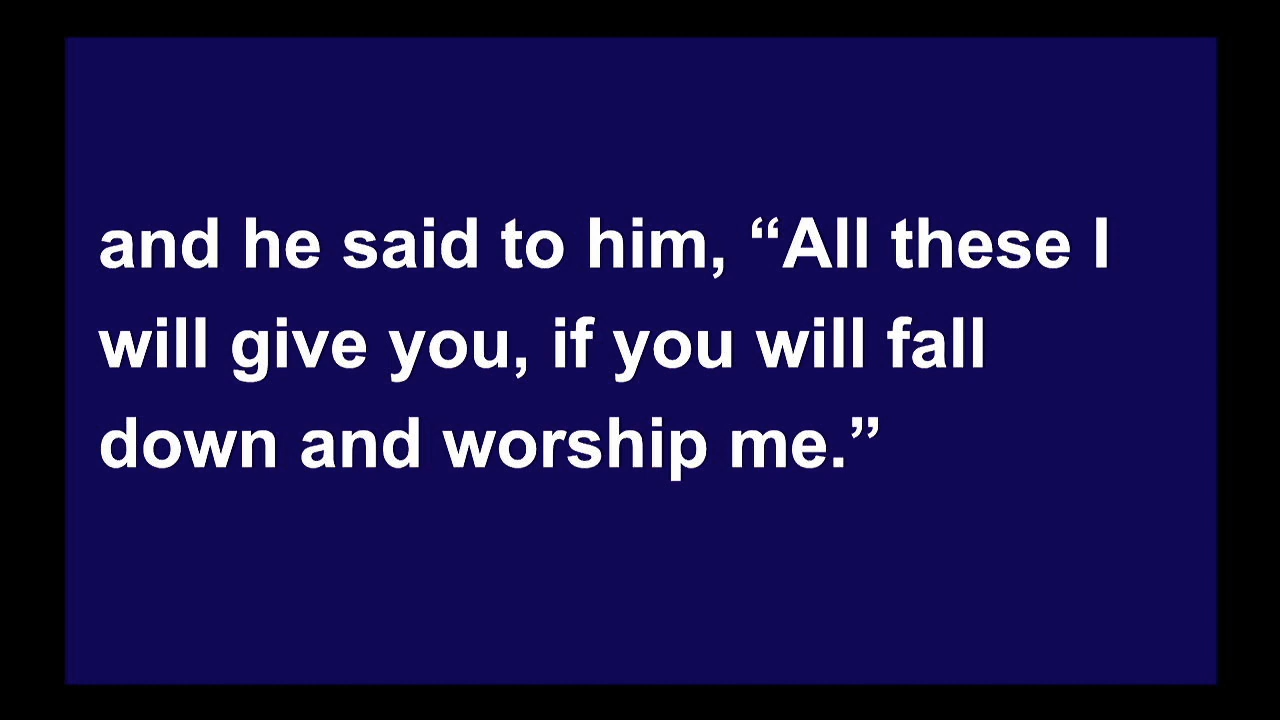 and he said to him, “All these I
will give you, if you will fall
down and worship me.”